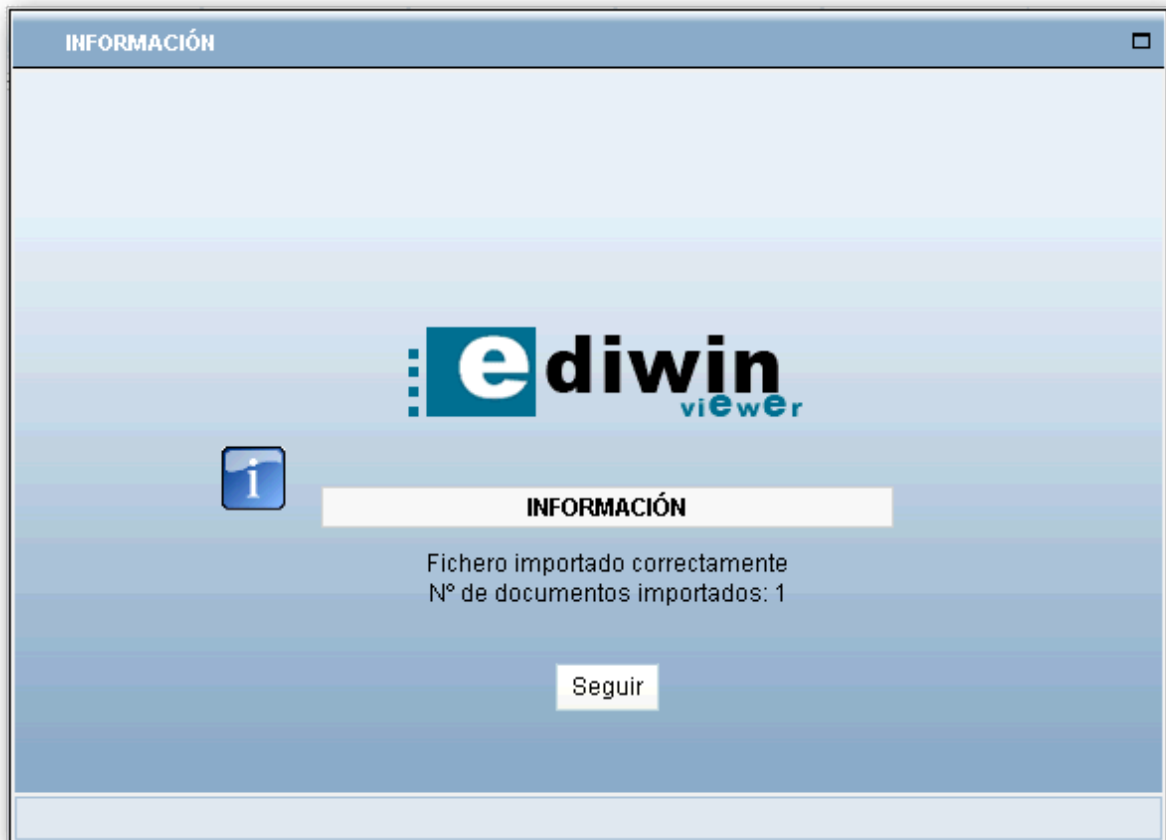 INFORMACIÓN
ediwin
viewer
i
INFORMACIÓN
Fichero importado correctamente
Nº de documentos importados: 1
Seguir